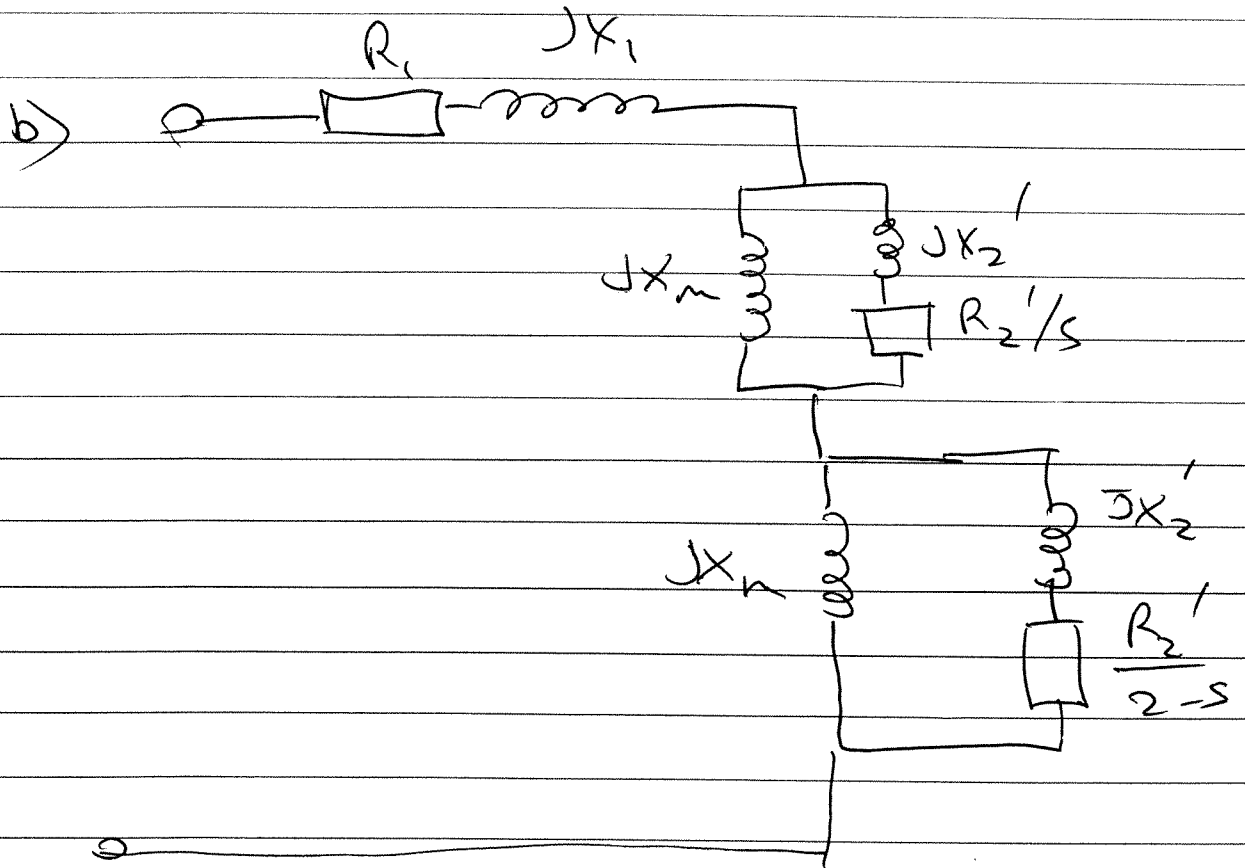 b)
R₁ JX₁
JXₘ JX₂'
R₂'/s
JXₘ JX₂'
R₂'
2-s